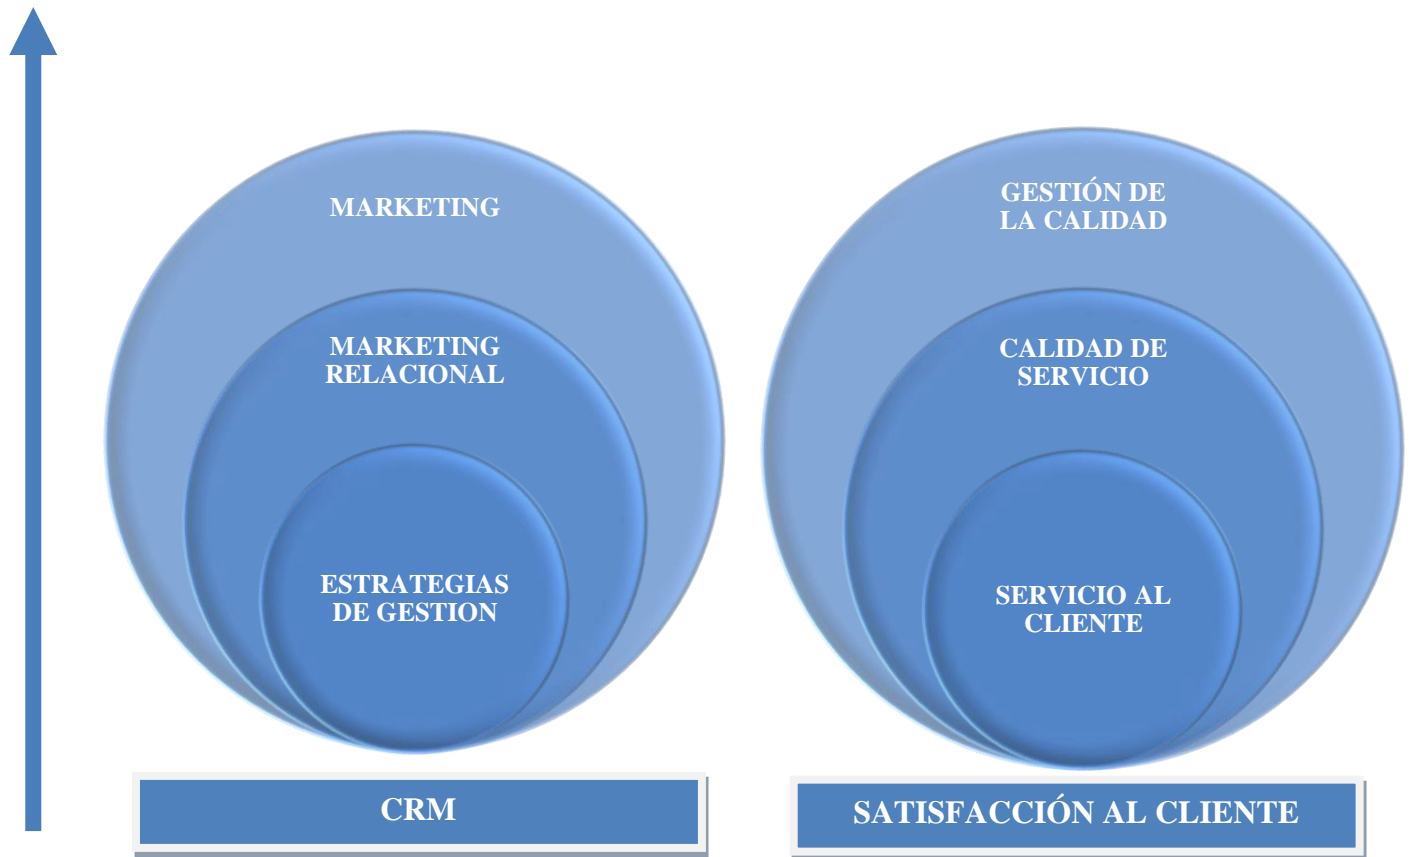 MARKETING
MARKETING
RELACIONAL
ESTRATEGIAS
DE GESTION
CRM
GESTIÓN DE
LA CALIDAD
CALIDAD DE
SERVICIO
SERVICIO AL
CLIENTE
SATISFACCIÓN AL CLIENTE